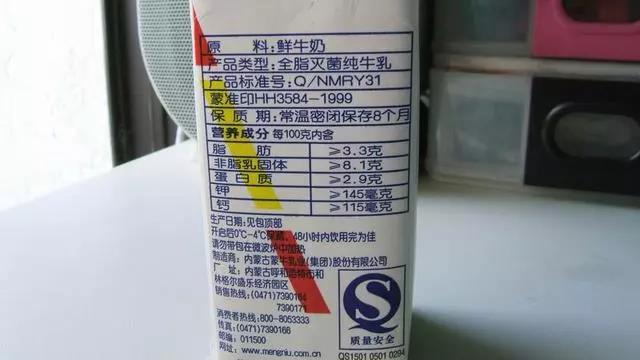 原 料:鲜牛奶
产品类型:全脂灭菌纯牛乳
产品标准号:Q/NMRY31
蒙准印HH3584-1999
保 质 期:常温密闭保存8个月
营养成分 每100克内含
脂 肪 ≥3.3克
非脂乳固体 ≥8.1克
蛋白质 ≥2.9克
钾 ≥145毫克
钙 ≥115毫克
生产日期:见包顶部
开启后0℃-4℃保藏，48小时内饮用完为佳
请勿带包在微波炉中加热
制造商: 内蒙古蒙牛乳业(集团)股份有限公司
厂 址: 内蒙古呼和浩特市和
林格尔盛乐经济园区
销售热线: (0471)7390164
7390171
消费者热线: 800-8053333
传真: (0471)7390166
邮编: 011500
网址: www.mengniu.com.cn
质量安全
QS1501 0501 0294